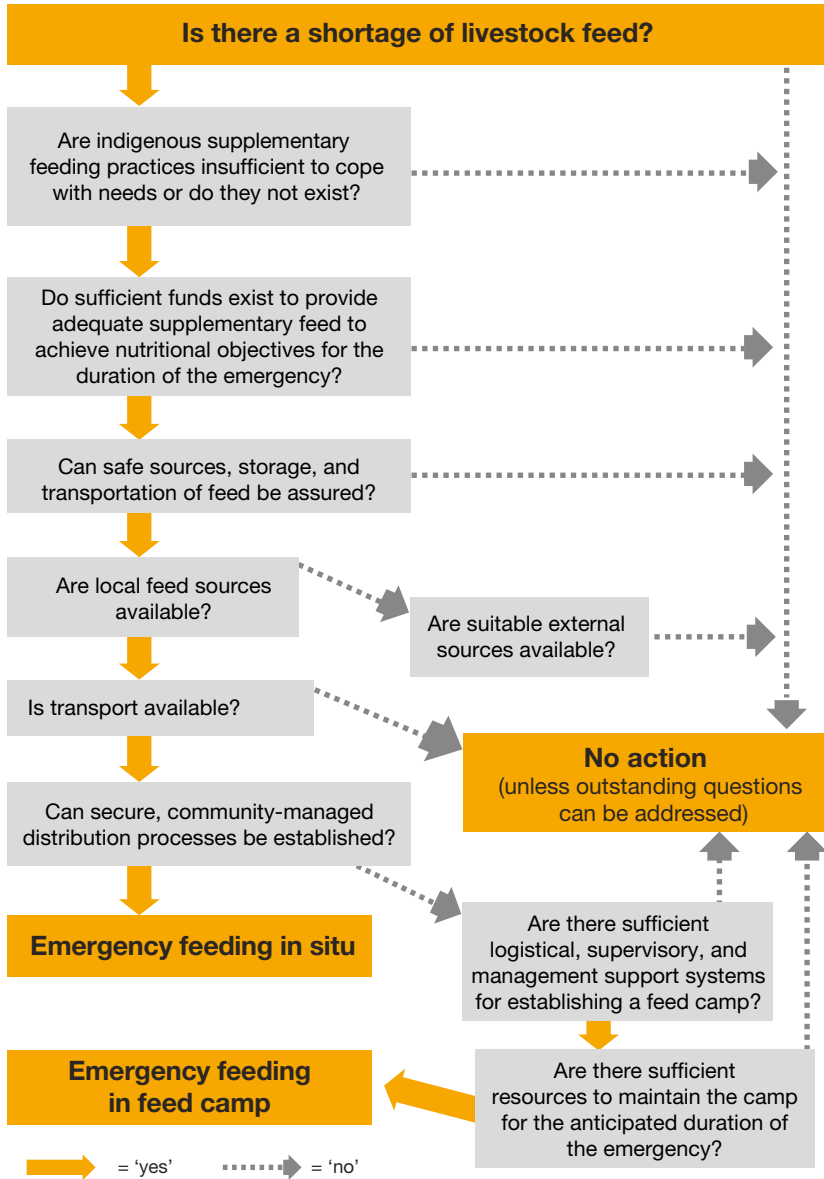 Is there a shortage of livestock feed?
Are indigenous supplementary
feeding practices insufficient to cope
with needs or do they not exist?
Do sufficient funds exist to provide
adequate supplementary feed to
achieve nutritional objectives for the
duration of the emergency?
Can safe sources, storage, and
transportation of feed be assured?
Are local feed sources
available?
Are suitable external
sources available?
Is transport available?
No action
(unless outstanding questions
can be addressed)
Can secure, community-managed
distribution processes be established?
Emergency feeding in situ
Are there sufficient
logistical, supervisory, and
management support systems
for establishing a feed camp?
Emergency feeding
in feed camp
Are there sufficient
resources to maintain the camp
for the anticipated duration of
the emergency?
= ‘yes’
= ‘no’